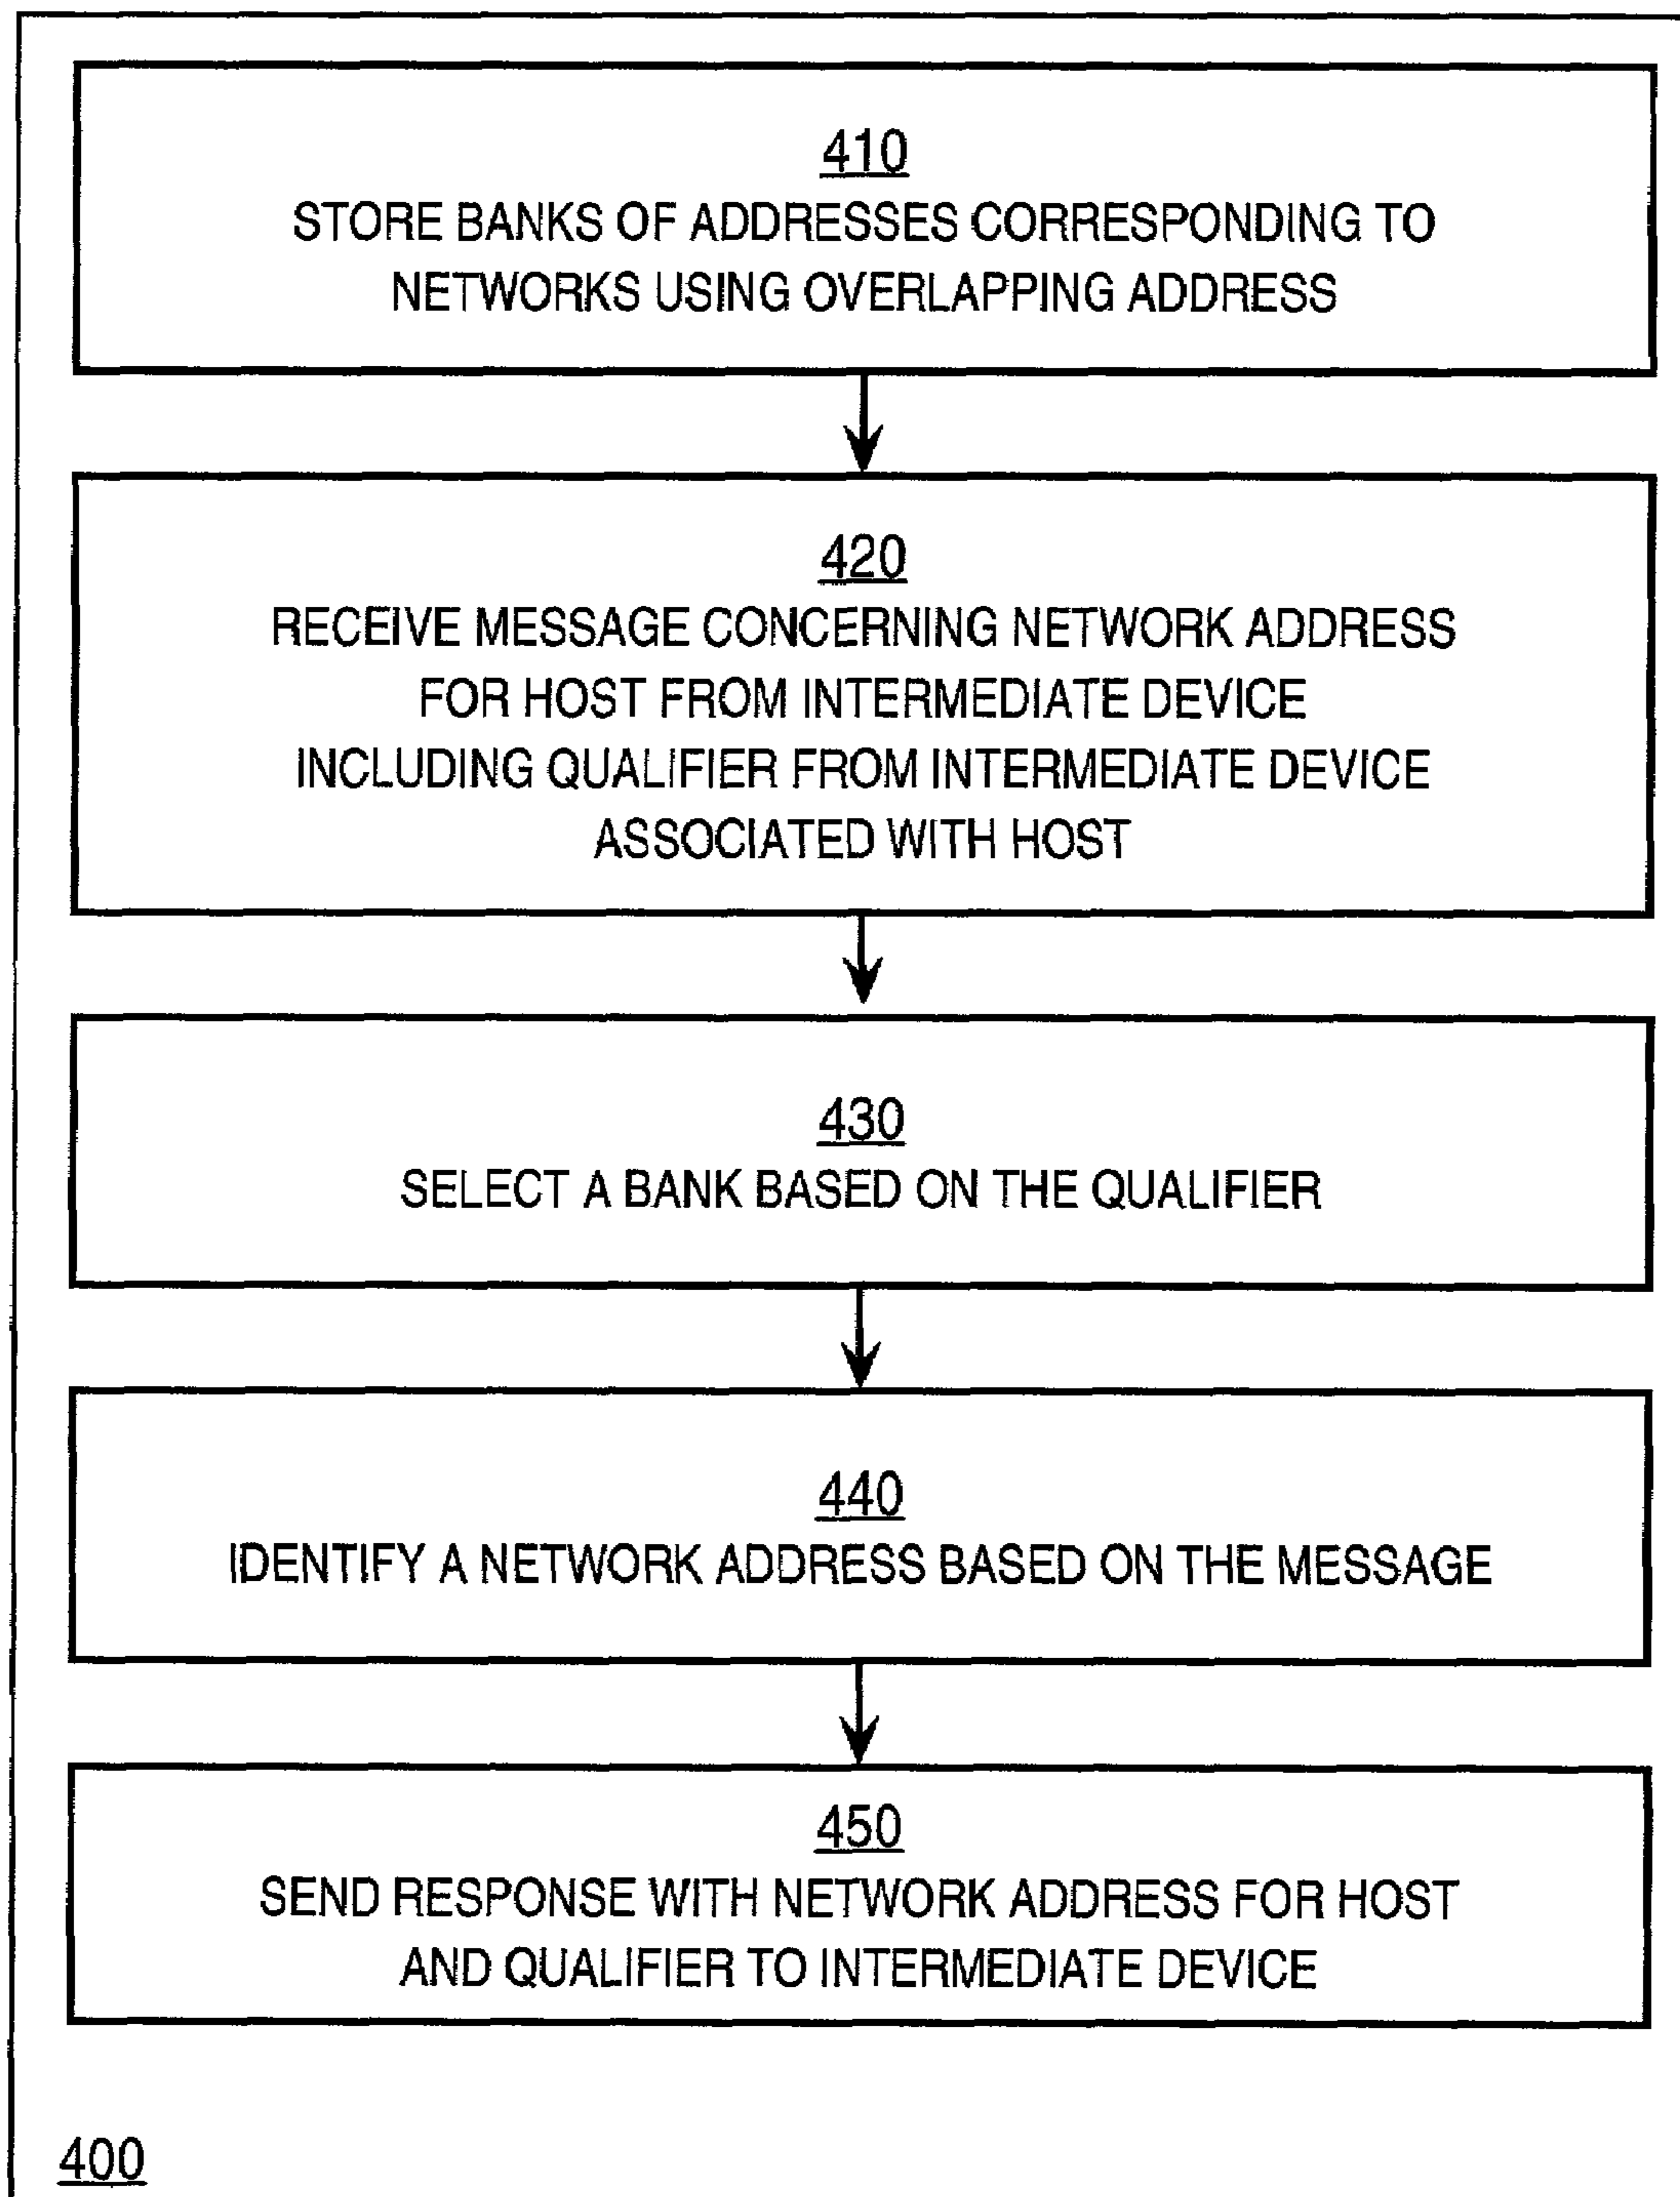 410
STORE BANKS OF ADDRESSES CORRESPONDING TO
NETWORKS USING OVERLAPPING ADDRESS
420
RECEIVE MESSAGE CONCERNING NETWORK ADDRESS
FOR HOST FROM INTERMEDIATE DEVICE
INCLUDING QUALIFIER FROM INTERMEDIATE DEVICE
ASSOCIATED WITH HOST
430
SELECT A BANK BASED ON THE QUALIFIER
440
IDENTIFY A NETWORK ADDRESS BASED ON THE MESSAGE
450
SEND RESPONSE WITH NETWORK ADDRESS FOR HOST
AND QUALIFIER TO INTERMEDIATE DEVICE
400